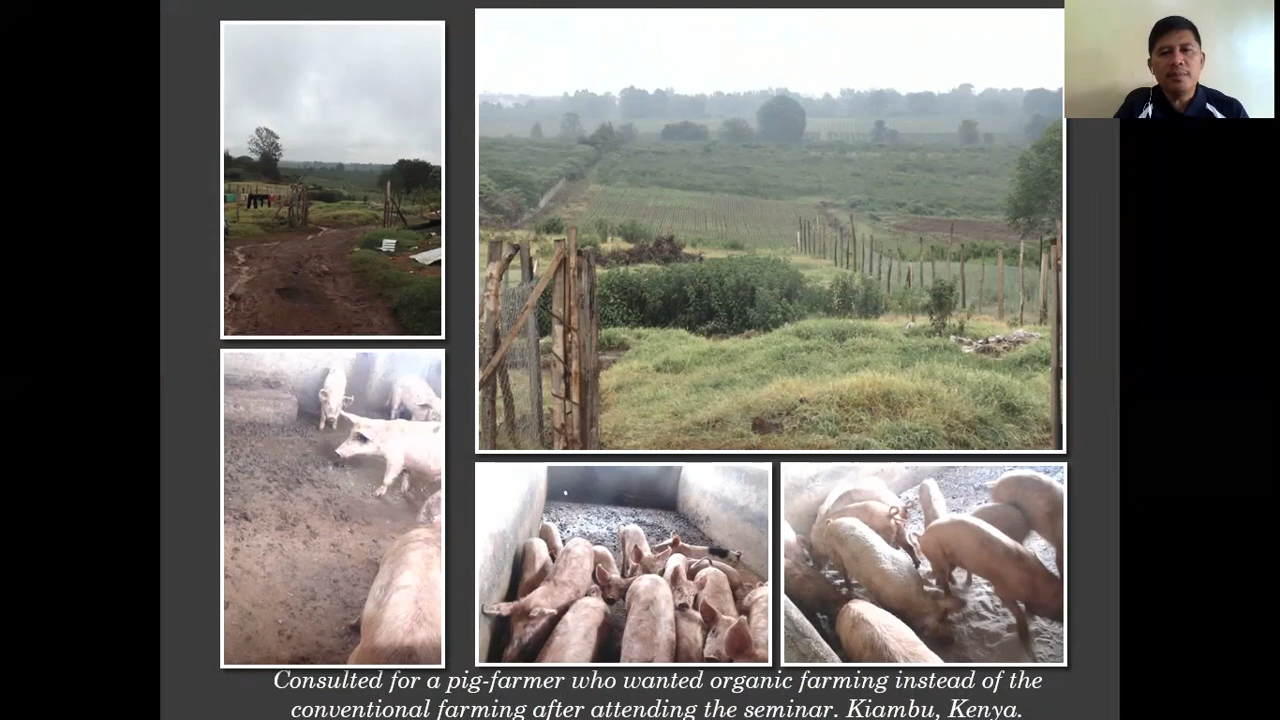 Consulted for a pig-farmer who wanted organic farming instead of the
conventional farming after attending the seminar. Kiambu, Kenya.